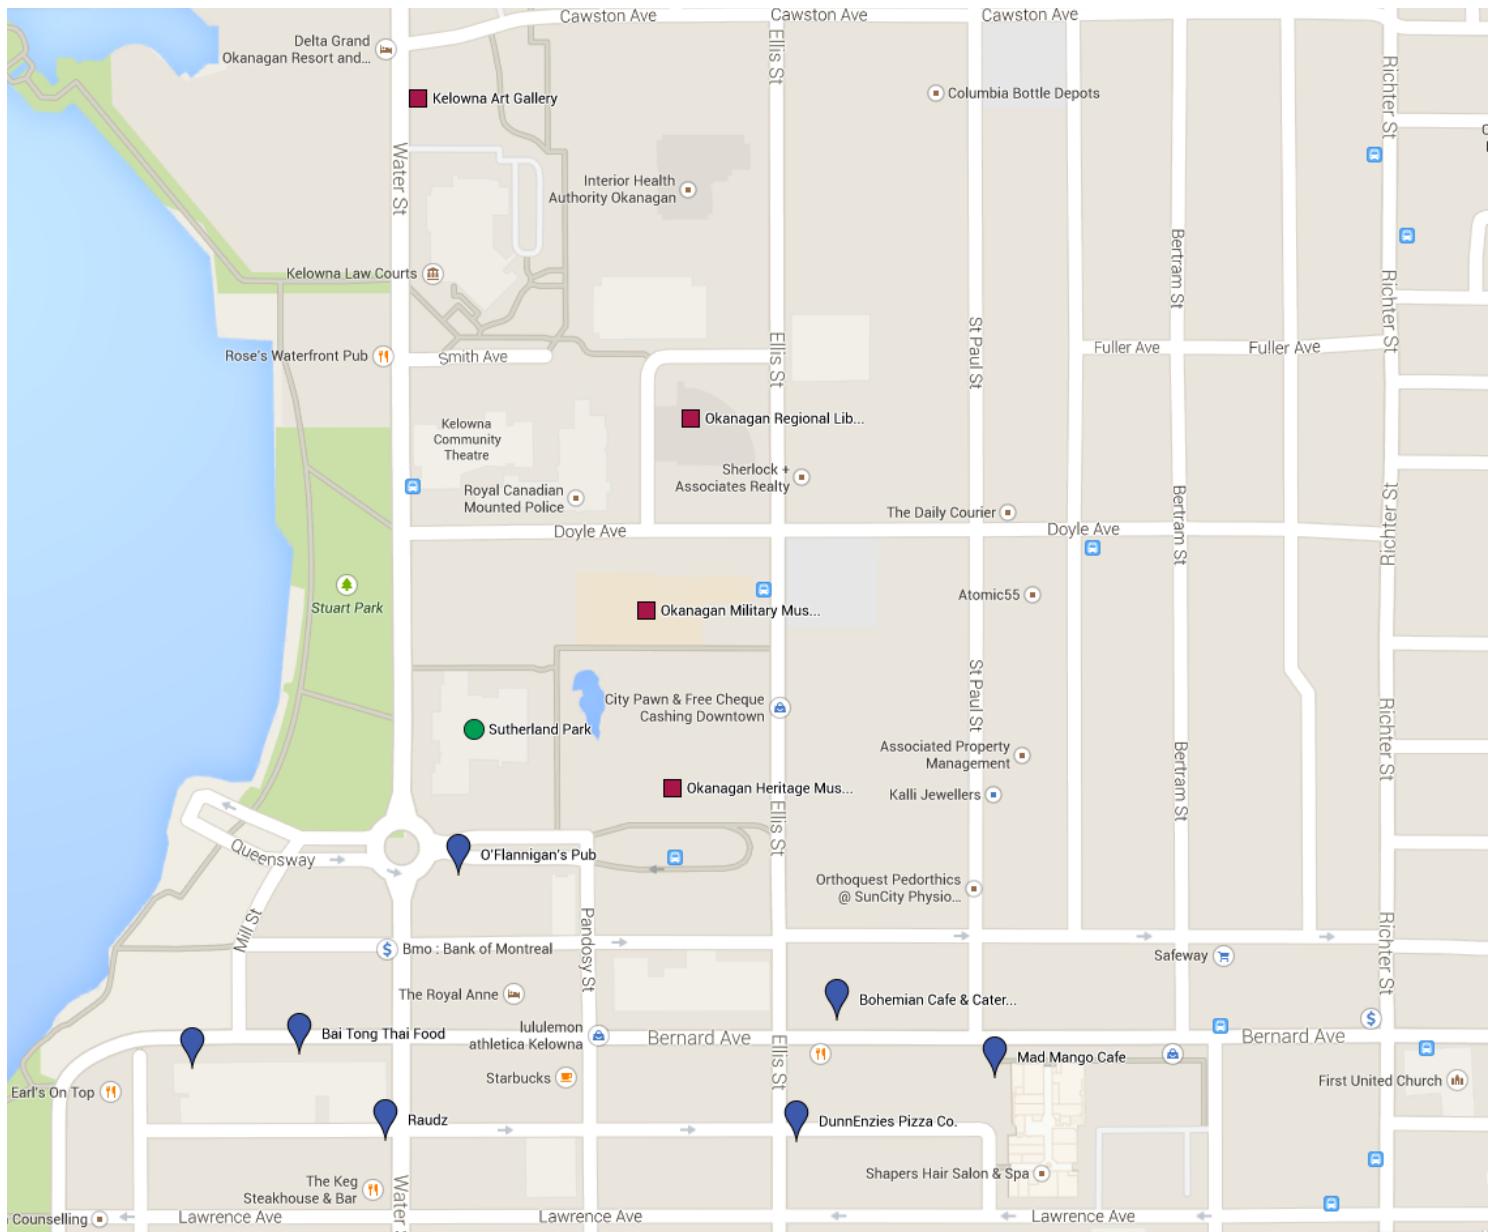 Cawston Ave
Cawston Ave
Cawston Ave
Delta Grand
Okanagan Resort and...
Ellis St
Richter St
Kelowna Art Gallery
Columbia Bottle Depots
Water St
Interior Health
Authority Okanagan
Bertram St
Kelowna Law Courts
Richter St
Rose's Waterfront Pub
Smith Ave
Ellis St
St Paul St
Fuller Ave
Fuller Ave
Okanagan Regional Lib...
Kelowna
Community
Theatre
Sherlock +
Associates Realty
Royal Canadian
Mounted Police
The Daily Courier
Bertram St
Richter St
Doyle Ave
Doyle Ave
Stuart Park
Okanagan Military Mus...
Atomic55
City Pawn & Free Cheque
Cashing Downtown
St Paul St
Sutherland Park
Richter St
Associated Property
Management
Bertram St
Okanagan Heritage Mus...
Kalli Jewellers
Ellis St
Queensway
O'Flannigan's Pub
Orthoquest Pedorthics
@ SunCity Physio...
Mill St
Pandosy St
Richter St
Bmo : Bank of Montreal
Safeway
The Royal Anne
Bohemian Cafe & Cater...
Bai Tong Thai Food
lululemon
athletica Kelowna
Bernard Ave
Bernard Ave
Ellis St
Mad Mango Cafe
Starbucks
First United Church
Earl's On Top
Raudz
DunnEnzies Pizza Co.
The Keg
Steakhouse & Bar
Shapers Hair Salon & Spa
Water S
Counselling
Lawrence Ave
Lawrence Ave
Lawrence Ave